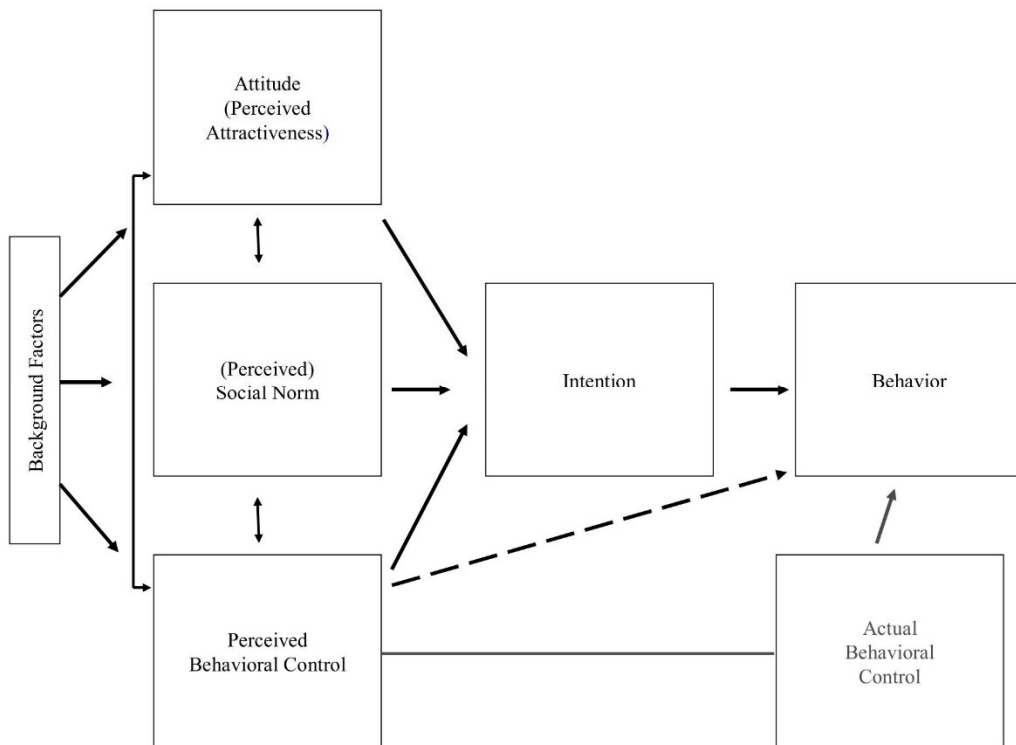 Attitude
(Perceived
Attractiveness)
Background Factors
(Perceived)
Social Norm
Intention
Behavior
Perceived
Behavioral Control
Actual
Behavioral
Control